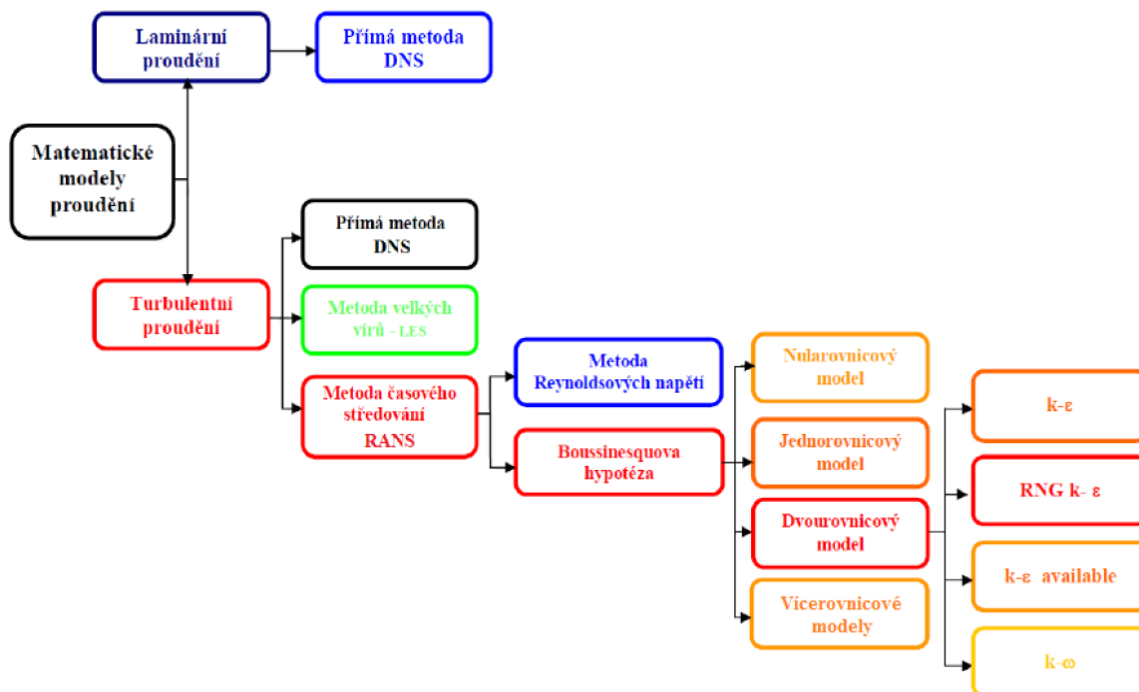 Laminární
proudění
Přímá metoda
DNS
Matematické
modely
proudění
Přímá metoda
DNS
Turbulentní
proudění
Metoda velkých
vírů - LES
Metoda časového
středování
RANS
Metoda
Reynoldsových napětí
Boussinesquova
hypotéza
Nularovnicový
model
Jednorovnicový
model
Dvourovnicový
model
Vícerovnicové
modely
k-ε
RNG k- ε
k-ε available
k-ω